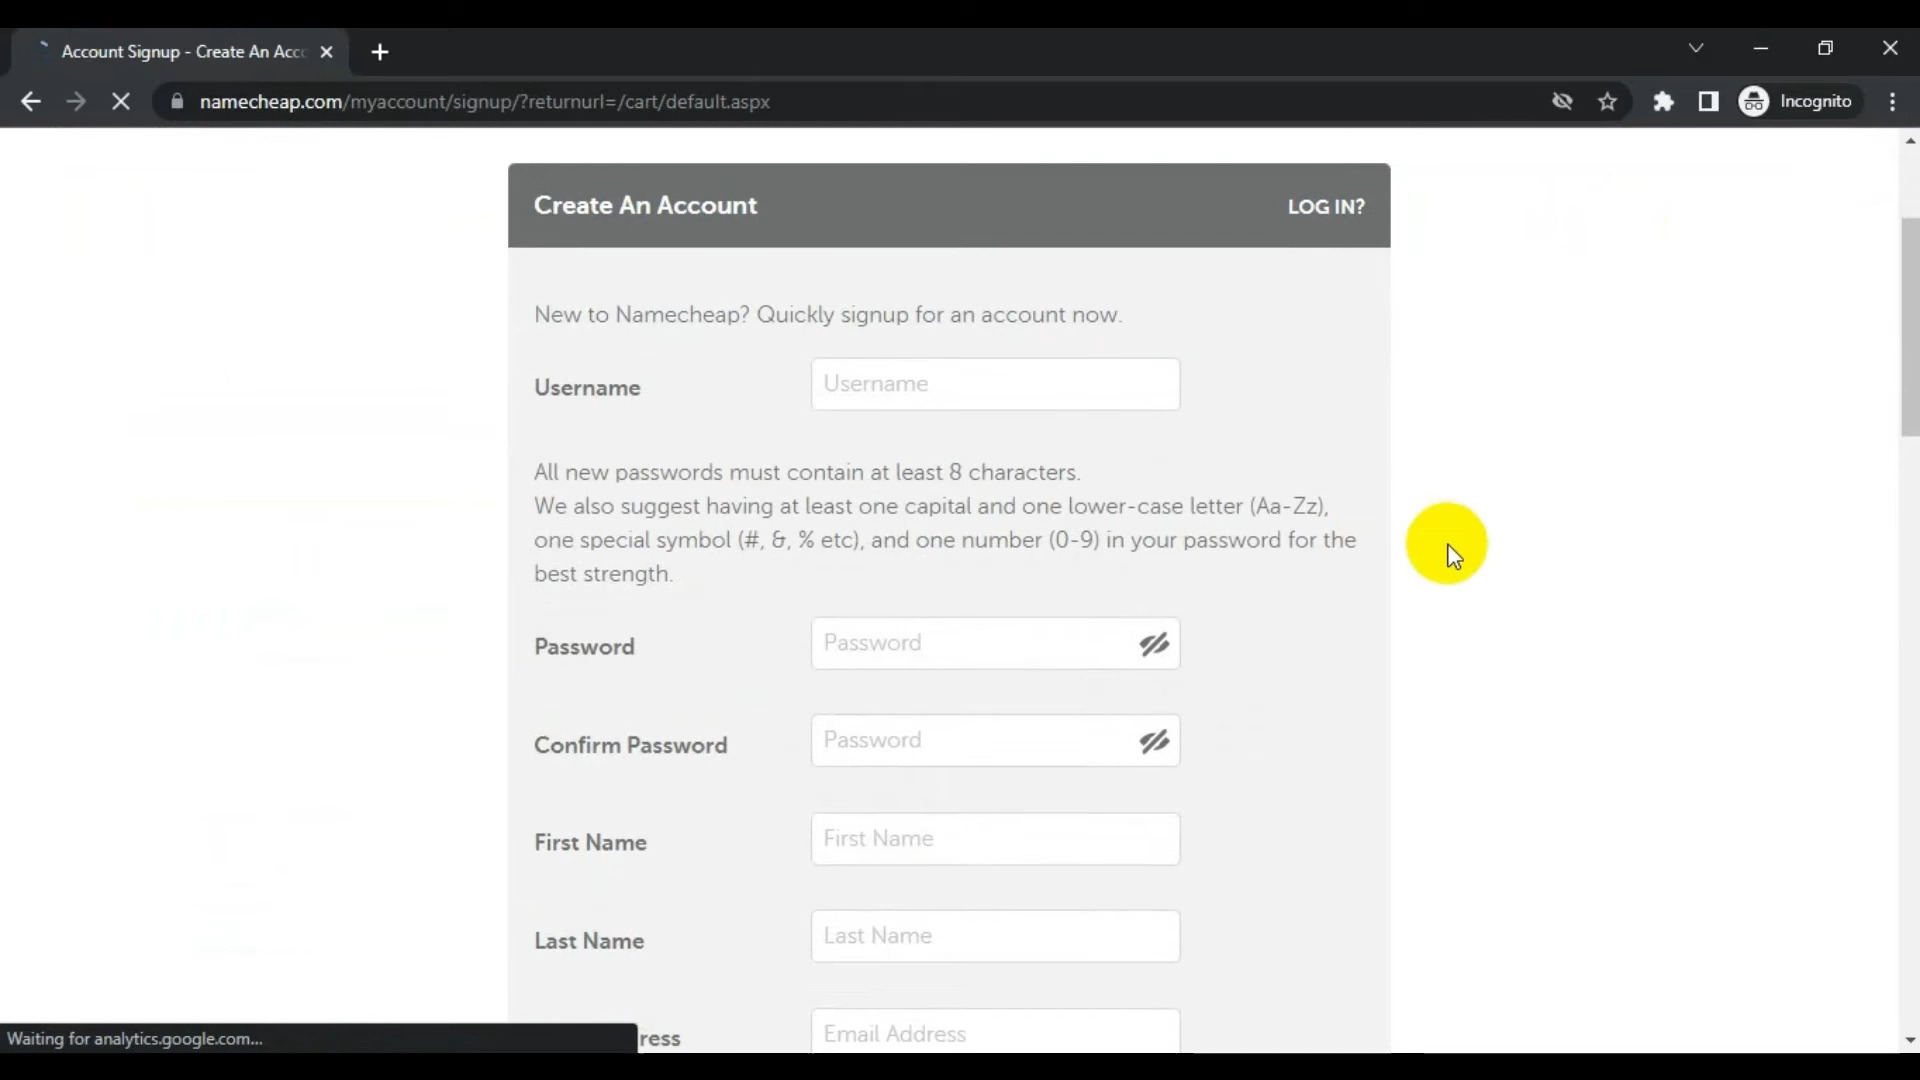 Account Signup - Create An Acc
namecheap.com/myaccount/signup/?returnurl=/cart/default.aspx
Incognito
Create An Account
LOG IN?
New to Namecheap? Quickly signup for an account now.
Username
Username
All new passwords must contain at least 8 characters.
We also suggest having at least one capital and one lower-case letter (Aa-Zz),
one special symbol (#, &, % etc), and one number (0-9) in your password for the
best strength.
Password
Password
Confirm Password
Password
First Name
First Name
Last Name
Last Name
ress
Email Address
Waiting for analytics.google.com...